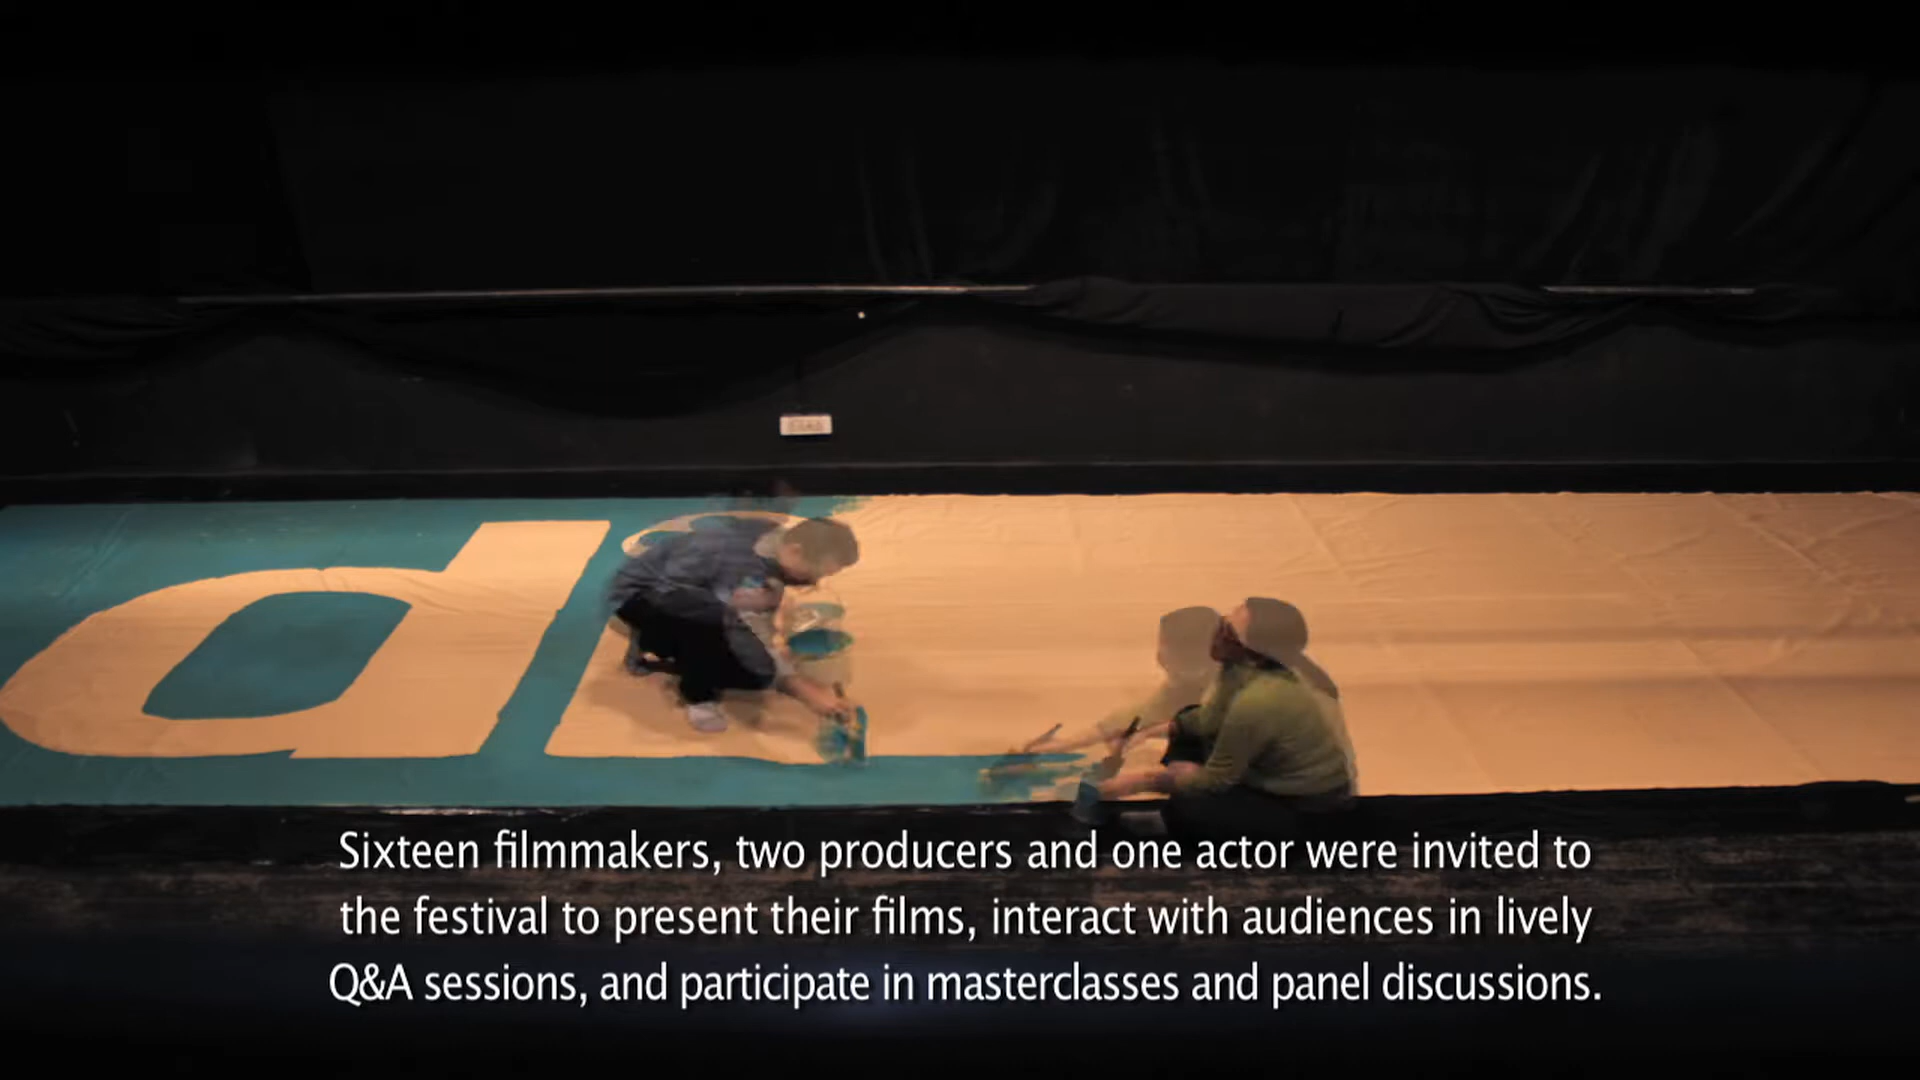 d
Sixteen filmmakers, two producers and one actor were invited to
the festival to present their films, interact with audiences in lively
Q&A sessions, and participate in masterclasses and panel discussions.